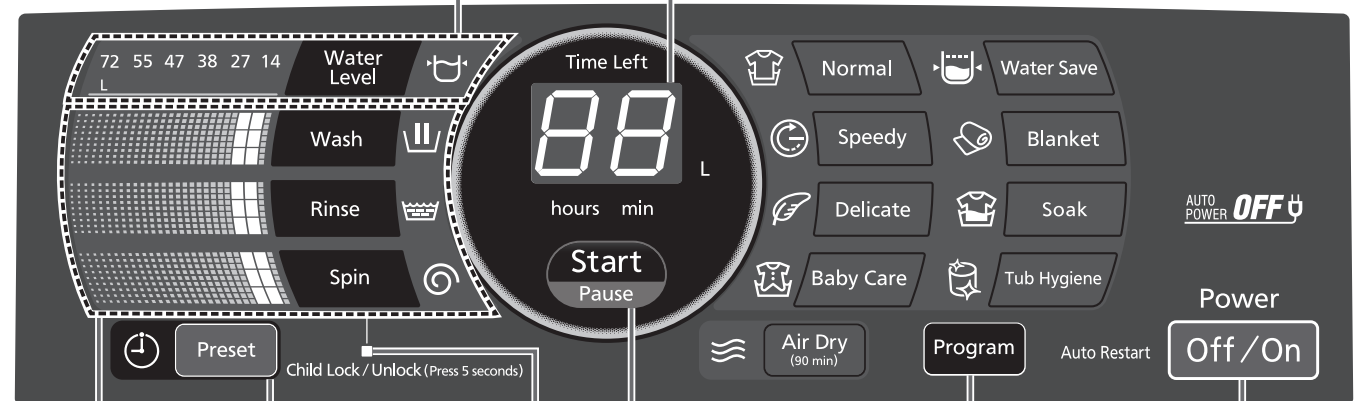 72 55 47 38 27 14
L
Water
Level
Wash
Rinse
Spin
Preset
Child Lock / Unlock (Press 5 seconds)
Time Left
88
L
hours min
Start
Pause
Normal
Water Save
Speedy
Blanket
Delicate
Soak
Baby Care
Tub Hygiene
Air Dry
(90 min)
Program
AUTO
POWER OFF
Auto Restart
Power
Off/On